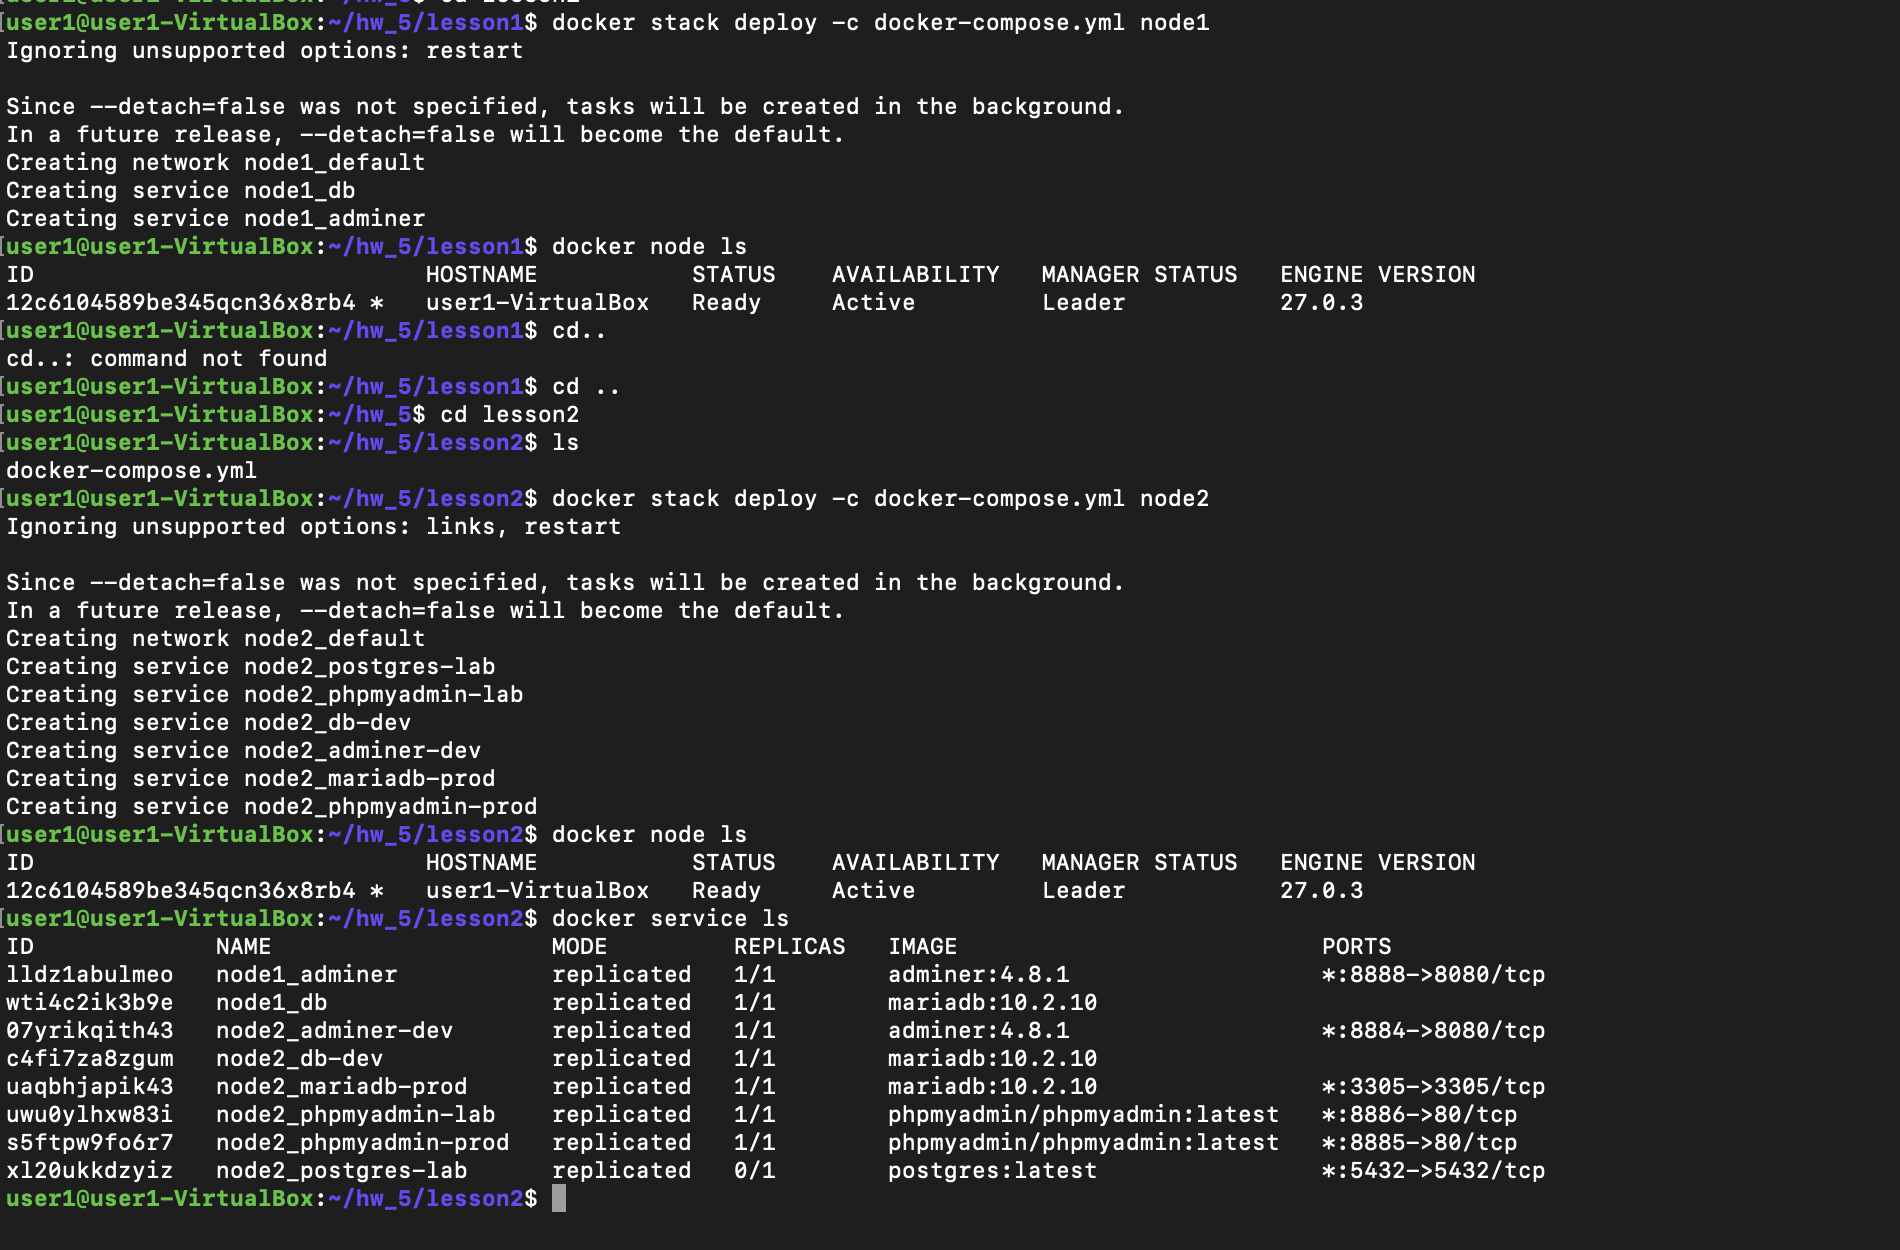 user1@user1-VirtualBox:~/hw_5$ cd lesson2
[user1@user1-VirtualBox:~/hw_5/lesson1$ docker stack deploy -c docker-compose.yml node1
Ignoring unsupported options: restart

Since --detach=false was not specified, tasks will be created in the background.
In a future release, --detach=false will become the default.
Creating network node1_default
Creating service node1_db
Creating service node1_adminer
[user1@user1-VirtualBox:~/hw_5/lesson1$ docker node ls
ID                            HOSTNAME           STATUS    AVAILABILITY   MANAGER STATUS   ENGINE VERSION
12c6104589be345qcn36x8rb4 *   user1-VirtualBox   Ready     Active         Leader           27.0.3
[user1@user1-VirtualBox:~/hw_5/lesson1$ cd..
cd..: command not found
[user1@user1-VirtualBox:~/hw_5/lesson1$ cd ..
[user1@user1-VirtualBox:~/hw_5$ cd lesson2
[user1@user1-VirtualBox:~/hw_5/lesson2$ ls
docker-compose.yml
[user1@user1-VirtualBox:~/hw_5/lesson2$ docker stack deploy -c docker-compose.yml node2
Ignoring unsupported options: links, restart

Since --detach=false was not specified, tasks will be created in the background.
In a future release, --detach=false will become the default.
Creating network node2_default
Creating service node2_postgres-lab
Creating service node2_phpmyadmin-lab
Creating service node2_db-dev
Creating service node2_adminer-dev
Creating service node2_mariadb-prod
Creating service node2_phpmyadmin-prod
[user1@user1-VirtualBox:~/hw_5/lesson2$ docker node ls
ID                            HOSTNAME           STATUS    AVAILABILITY   MANAGER STATUS   ENGINE VERSION
12c6104589be345qcn36x8rb4 *   user1-VirtualBox   Ready     Active         Leader           27.0.3
[user1@user1-VirtualBox:~/hw_5/lesson2$ docker service ls
ID             NAME                    MODE         REPLICAS   IMAGE                          PORTS
lldz1abulmeo   node1_adminer           replicated   1/1        adminer:4.8.1                  *:8888->8080/tcp
wti4c2ik3b9e   node1_db                replicated   1/1        mariadb:10.2.10
07yrikqith43   node2_adminer-dev       replicated   1/1        adminer:4.8.1                  *:8884->8080/tcp
c4fi7za8zgum   node2_db-dev            replicated   1/1        mariadb:10.2.10
uaqbhjapik43   node2_mariadb-prod      replicated   1/1        mariadb:10.2.10                *:3305->3305/tcp
uwu0ylhxw83i   node2_phpmyadmin-lab    replicated   1/1        phpmyadmin/phpmyadmin:latest   *:8886->80/tcp
s5ftpw9fo6r7   node2_phpmyadmin-prod   replicated   1/1        phpmyadmin/phpmyadmin:latest   *:8885->80/tcp
xl20ukkdzyiz   node2_postgres-lab      replicated   0/1        postgres:latest                *:5432->5432/tcp
user1@user1-VirtualBox:~/hw_5/lesson2$